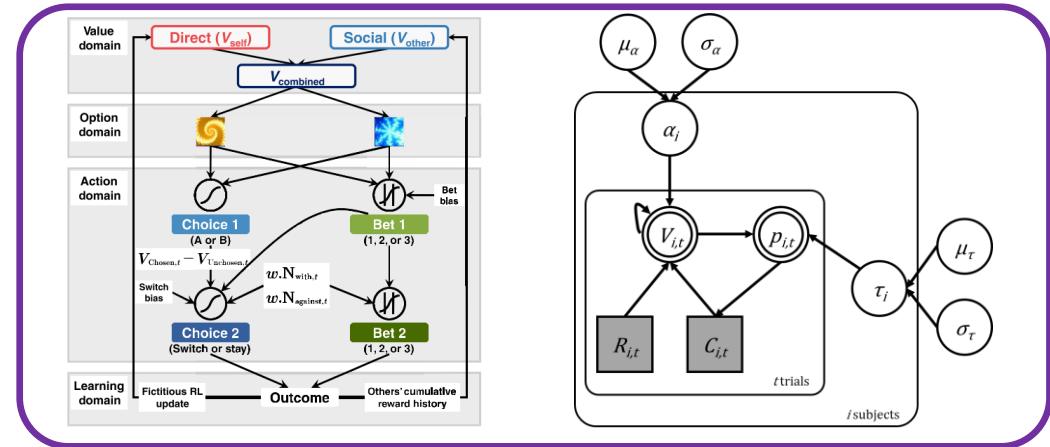 Value
domain
Direct (V_self)
Social (V_other)
V_combined
Option
domain
Action
domain
Bet
bias
Choice 1
(A or B)
Bet 1
(1, 2, or 3)
V_Chosen,t − V_Unchosen,t
w.N_with,t
w.N_against,t
Switch
bias
Choice 2
(Switch or stay)
Bet 2
(1, 2, or 3)
Learning
domain
Fictitious RL
update
Outcome
Others' cumulative
reward history
μ_α
σ_α
α_i
V_i,t
p_i,t
μ_τ
τ_i
σ_τ
R_i,t
C_i,t
t trials
i subjects